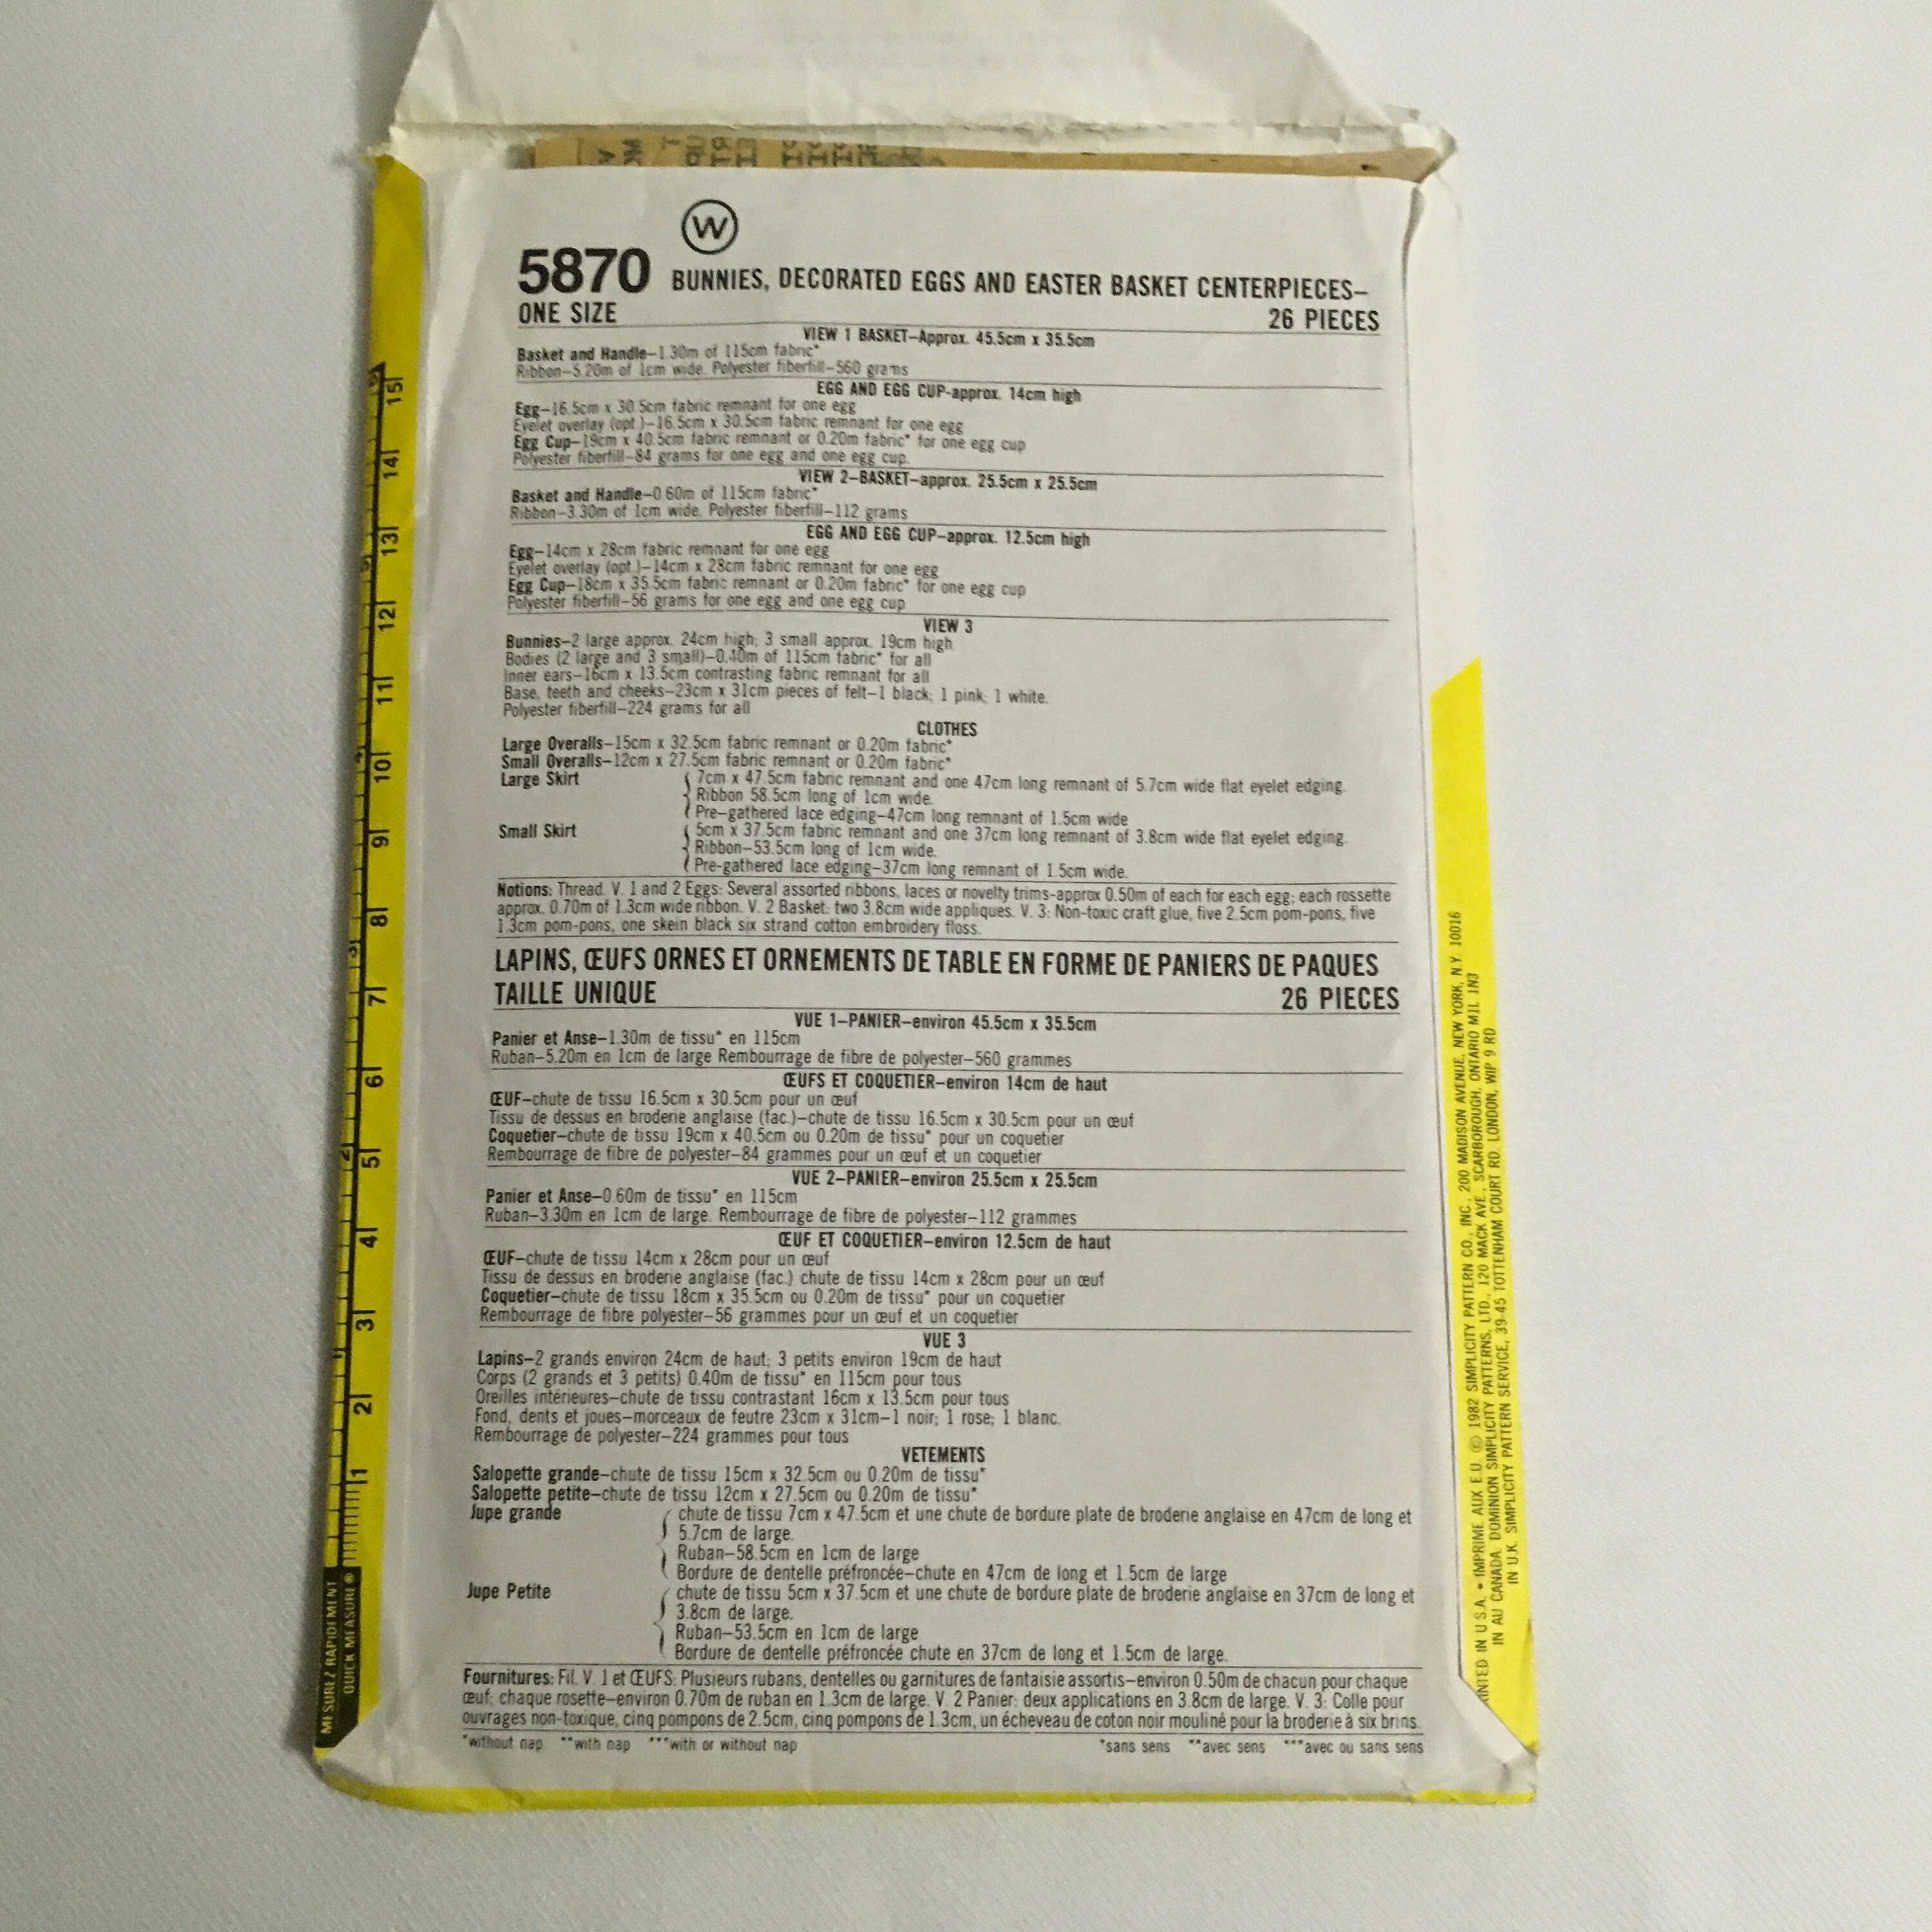 W
5870 BUNNIES, DECORATED EGGS AND EASTER BASKET CENTERPIECES–
ONE SIZE 26 PIECES
VIEW 1 BASKET–Approx. 45.5cm x 35.5cm
Basket and Handle–1.30m of 115cm fabric*
Ribbon–5.20m of 1cm wide. Polyester fiberfill–560 grams
EGG AND EGG CUP-approx. 14cm high
Egg–16.5cm x 30.5cm fabric remnant for one egg
Eyelet overlay (opt.)–16.5cm x 30.5cm fabric remnant for one egg
Egg Cup–19cm x 40.5cm fabric remnant or 0.20m fabric* for one egg cup
Polyester fiberfill–84 grams for one egg and one egg cup.
VIEW 2–BASKET–approx. 25.5cm x 25.5cm
Basket and Handle–0.60m of 115cm fabric*
Ribbon–3.30m of 1cm wide. Polyester fiberfill–112 grams
EGG AND EGG CUP–approx. 12.5cm high
Egg–14cm x 28cm fabric remnant for one egg
Eyelet overlay (opt.)–14cm x 28cm fabric remnant for one egg
Egg Cup–18cm x 35.5cm fabric remnant or 0.20m fabric* for one egg cup
Polyester fiberfill–56 grams for one egg and one egg cup
VIEW 3
Bunnies–2 large approx. 24cm high; 3 small approx. 19cm high
Bodies (2 large and 3 small)–0.40m of 115cm fabric* for all
Inner ears–16cm x 13.5cm contrasting fabric remnant for all
Base, teeth and cheeks–23cm x 31cm pieces of felt–1 black; 1 pink; 1 white.
Polyester fiberfill–224 grams for all
CLOTHES
Large Overalls–15cm x 32.5cm fabric remnant or 0.20m fabric*
Small Overalls–12cm x 27.5cm fabric remnant or 0.20m fabric*
Large Skirt 7cm x 47.5cm fabric remnant and one 47cm long remnant of 5.7cm wide flat eyelet edging.
Ribbon 58.5cm long of 1cm wide.
Pre-gathered lace edging–47cm long remnant of 1.5cm wide
Small Skirt 5cm x 37.5cm fabric remnant and one 37cm long remnant of 3.8cm wide flat eyelet edging.
Ribbon–53.5cm long of 1cm wide.
Pre-gathered lace edging–37cm long remnant of 1.5cm wide.
Notions: Thread. V. 1 and 2 Eggs: Several assorted ribbons, laces or novelty trims-approx 0.50m of each for each egg; each rossette
approx. 0.70m of 1.3cm wide ribbon. V. 2 Basket: two 3.8cm wide appliques. V. 3: Non-toxic craft glue, five 2.5cm pom-pons, five
1.3cm pom-pons, one skein black six strand cotton embroidery floss.
LAPINS, ŒUFS ORNES ET ORNEMENTS DE TABLE EN FORME DE PANIERS DE PAQUES
TAILLE UNIQUE 26 PIECES
VUE 1–PANIER–environ 45.5cm x 35.5cm
Panier et Anse–1.30m de tissu* en 115cm
Ruban–5.20m en 1cm de large Rembourrage de fibre de polyester–560 grammes
ŒUFS ET COQUETIER–environ 14cm de haut
ŒUF–chute de tissu 16.5cm x 30.5cm pour un œuf
Tissu de dessus en broderie anglaise (fac.)–chute de tissu 16.5cm x 30.5cm pour un œuf
Coquetier–chute de tissu 19cm x 40.5cm ou 0.20m de tissu* pour un coquetier
Rembourrage de fibre de polyester–84 grammes pour un œuf et un coquetier
VUE 2–PANIER–environ 25.5cm x 25.5cm
Panier et Anse–0.60m de tissu* en 115cm
Ruban–3.30m en 1cm de large. Rembourrage de fibre de polyester–112 grammes
ŒUF ET COQUETIER–environ 12.5cm de haut
ŒUF–chute de tissu 14cm x 28cm pour un œuf
Tissu de dessus en broderie anglaise (fac.) chute de tissu 14cm x 28cm pour un œuf
Coquetier–chute de tissu 18cm x 35.5cm ou 0.20m de tissu* pour un coquetier
Rembourrage de fibre polyester–56 grammes pour un œuf et un coquetier
VUE 3
Lapins–2 grands environ 24cm de haut; 3 petits environ 19cm de haut
Corps (2 grands et 3 petits) 0.40m de tissu* en 115cm pour tous
Oreilles intérieures–chute de tissu contrastant 16cm x 13.5cm pour tous
Fond, dents et joues–morceaux de feutre 23cm x 31cm–1 noir; 1 rose; 1 blanc.
Rembourrage de polyester–224 grammes pour tous
VETEMENTS
Salopette grande–chute de tissu 15cm x 32.5cm ou 0.20m de tissu*
Salopette petite–chute de tissu 12cm x 27.5cm ou 0.20m de tissu*
Jupe grande chute de tissu 7cm x 47.5cm et une chute de bordure plate de broderie anglaise en 47cm de long et
5.7cm de large.
Ruban–58.5cm en 1cm de large
Bordure de dentelle préfroncée–chute en 47cm de long et 1.5cm de large
Jupe Petite chute de tissu 5cm x 37.5cm et une chute de bordure plate de broderie anglaise en 37cm de long et
3.8cm de large.
Ruban–53.5cm en 1cm de large
Bordure de dentelle préfroncée chute en 37cm de long et 1.5cm de large.
Fournitures: Fil. V. 1 et ŒUFS: Plusieurs rubans, dentelles ou garnitures de fantaisie assortis–environ 0.50m de chacun pour chaque
œuf; chaque rosette–environ 0.70m de ruban en 1.3cm de large. V. 2 Panier: deux applications en 3.8cm de large. V. 3: Colle pour
ouvrages non-toxique, cinq pompons de 2.5cm, cinq pompons de 1.3cm, un écheveau de coton noir mouliné pour la broderie à six brins.
*without nap **with nap ***with or without nap *sans sens **avec sens ***avec ou sans sens
MESUREZ RAPIDEMENT
QUICK MEASURE®
1 2 3 4 5 6 7 8 9 10 11 12 13 14 15
INTED IN U.S.A. • IMPRIME AUX E.U. © 1982 SIMPLICITY PATTERN CO., INC., 200 MADISON AVENUE, NEW YORK, N.Y. 10016
IN AU CANADA. DOMINION SIMPLICITY PATTERNS, LTD., 120 MACK AVE., SCARBOROUGH, ONTARIO M1L 1N3
IN U.K. SIMPLICITY PATTERN SERVICE, 39-45 TOTTENHAM COURT RD. LONDON, W1P 9 RD